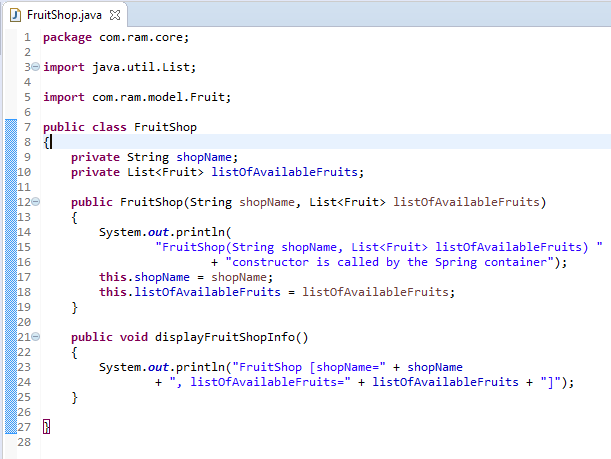 FruitShop.java
1 package com.ram.core;
2
3 import java.util.List;
4
5 import com.ram.model.Fruit;
6
7 public class FruitShop
8 {
9     private String shopName;
10     private List<Fruit> listOfAvailableFruits;
11
12     public FruitShop(String shopName, List<Fruit> listOfAvailableFruits)
13     {
14         System.out.println(
15                 "FruitShop(String shopName, List<Fruit> listOfAvailableFruits) "
16                         + "constructor is called by the Spring container");
17         this.shopName = shopName;
18         this.listOfAvailableFruits = listOfAvailableFruits;
19     }
20
21     public void displayFruitShopInfo()
22     {
23         System.out.println("FruitShop [shopName=" + shopName
24                 + ", listOfAvailableFruits=" + listOfAvailableFruits + "]");
25     }
26
27 }
28